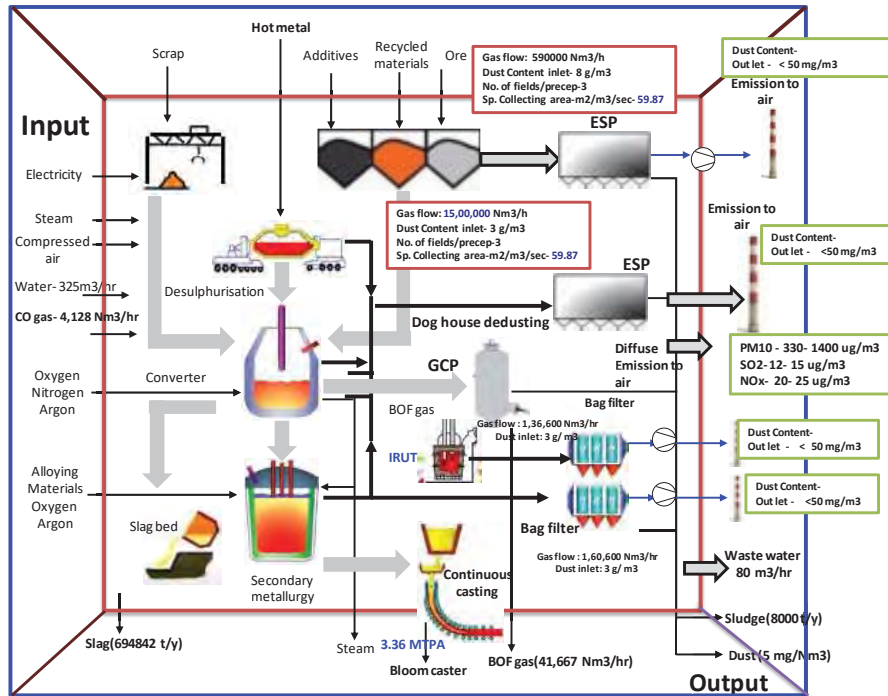 Hot metal
Scrap
Additives
Recycled
materials
Ore
Gas flow: 590000 Nm3/h
Dust Content inlet- 8 g/m3
No. of fields/precep-3
Sp. Collecting area-m2/m3/sec- 59.87
Dust Content-
Out let - < 50 mg/m3
Emission to
air
Input
ESP
Electricity
Steam
Compressed
air
Gas flow: 15,00,000 Nm3/h
Dust Content inlet- 3 g/m3
No. of fields/precep-3
Sp. Collecting area-m2/m3/sec- 59.87
Emission to
air
Dust Content-
Out let - <50 mg/m3
ESP
Water- 325m3/hr
Desulphurisation
CO gas- 4,128 Nm3/hr
Dog house dedusting
Diffuse
Emission to
air
PM10 - 330- 1400 ug/m3
SO2-12- 15 ug/m3
NOx- 20- 25 ug/m3
GCP
Oxygen
Nitrogen
Argon
Converter
BOF gas
Bag filter
Gas flow : 1,36,600 Nm3/hr
Dust inlet: 3 g/ m3
Dust Content-
Out let - < 50 mg/m3
IRUT
Alloying
Materials
Oxygen
Argon
Dust Content-
Out let - <50 mg/m3
Slag bed
Bag filter
Gas flow : 1,60,600 Nm3/hr
Dust inlet: 3 g/ m3
Waste water
80 m3/hr
Secondary
metallurgy
Continuous
casting
Sludge(8000 t/y)
Slag(694842 t/y)
Steam
3.36 MTPA
Bloom caster
BOF gas(41,667 Nm3/hr)
Dust (5 mg/Nm3)
Output